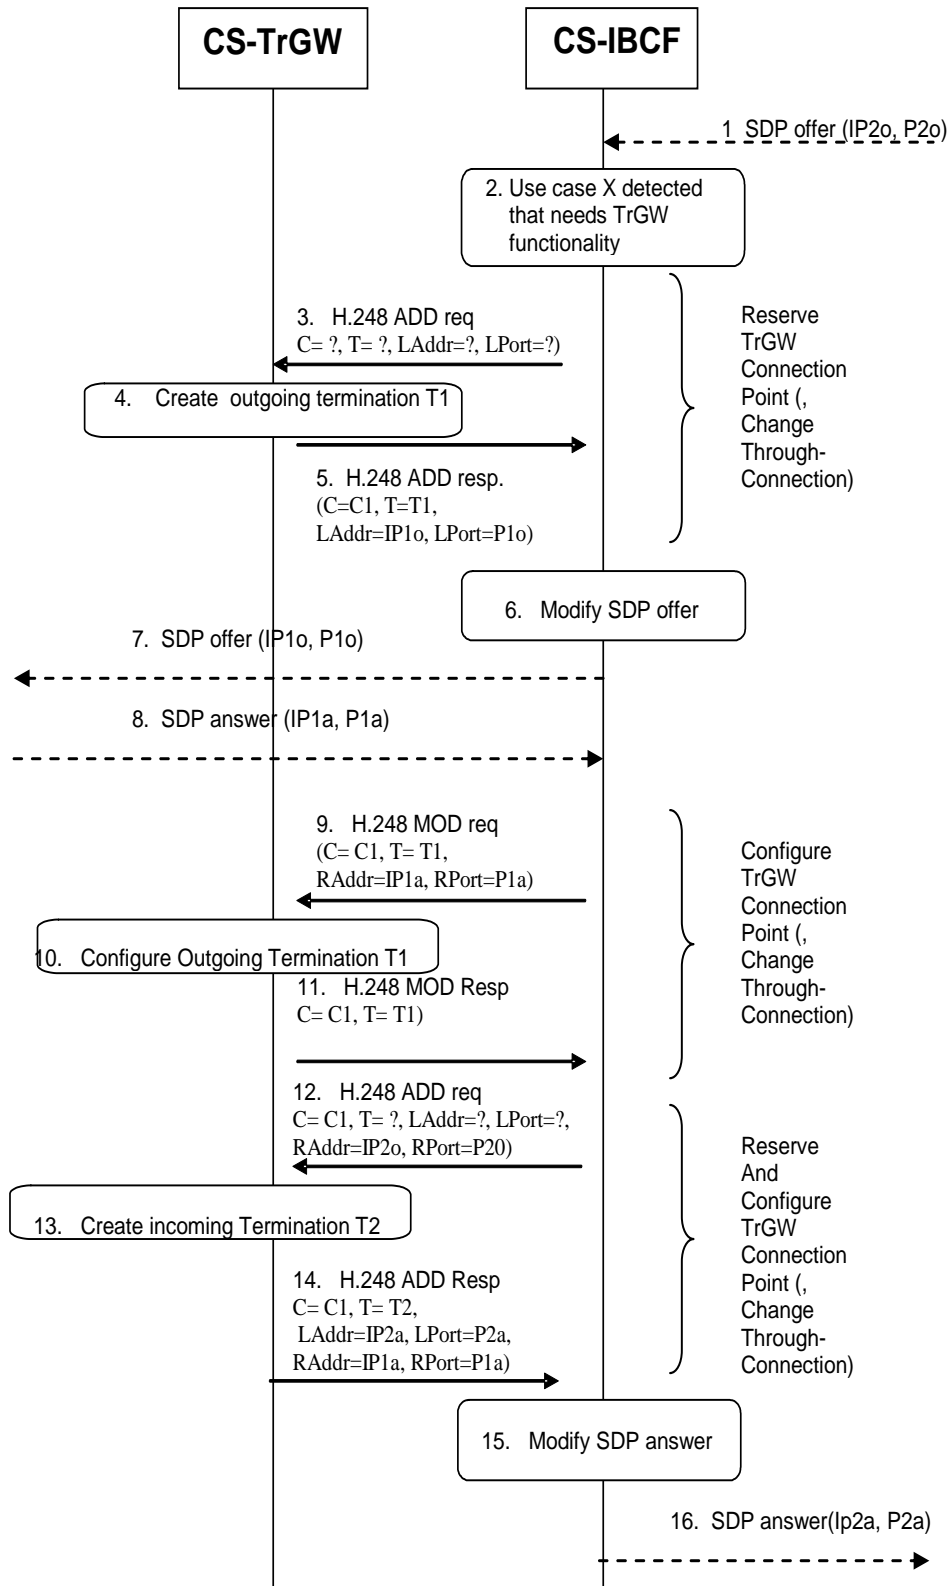 CS-TrGW
CS-IBCF
1 SDP offer (IP2o, P2o)
2. Use case X detected
that needs TrGW
functionality
3. H.248 ADD req
C= ?, T= ?, LAddr=?, LPort=?)
Reserve
TrGW
Connection
Point (,
Change
Through-
Connection)
4. Create outgoing termination T1
5. H.248 ADD resp.
(C=C1, T=T1,
LAddr=IP1o, LPort=P1o)
6. Modify SDP offer
7. SDP offer (IP1o, P1o)
8. SDP answer (IP1a, P1a)
9. H.248 MOD req
(C= C1, T= T1,
RAddr=IP1a, RPort=P1a)
Configure
TrGW
Connection
Point (,
Change
Through-
Connection)
10. Configure Outgoing Termination T1
11. H.248 MOD Resp
C= C1, T= T1)
12. H.248 ADD req
C= C1, T= ?, LAddr=?, LPort=?,
RAddr=IP2o, RPort=P20)
Reserve
And
Configure
TrGW
Connection
Point (,
Change
Through-
Connection)
13. Create incoming Termination T2
14. H.248 ADD Resp
C= C1, T= T2,
LAddr=IP2a, LPort=P2a,
RAddr=IP1a, RPort=P1a)
15. Modify SDP answer
16. SDP answer(Ip2a, P2a)